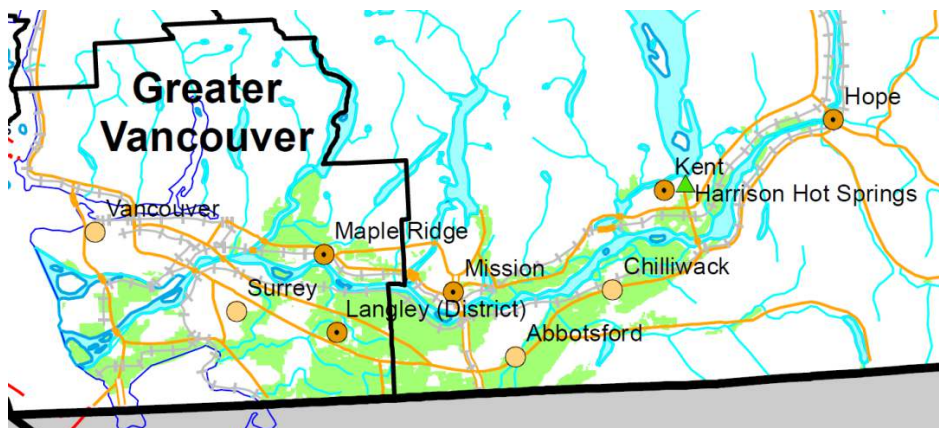 Greater
Vancouver
Hope
Kent
Harrison Hot Springs
Vancouver
Maple Ridge
Mission
Chilliwack
Surrey
Langley (District)
Abbotsford